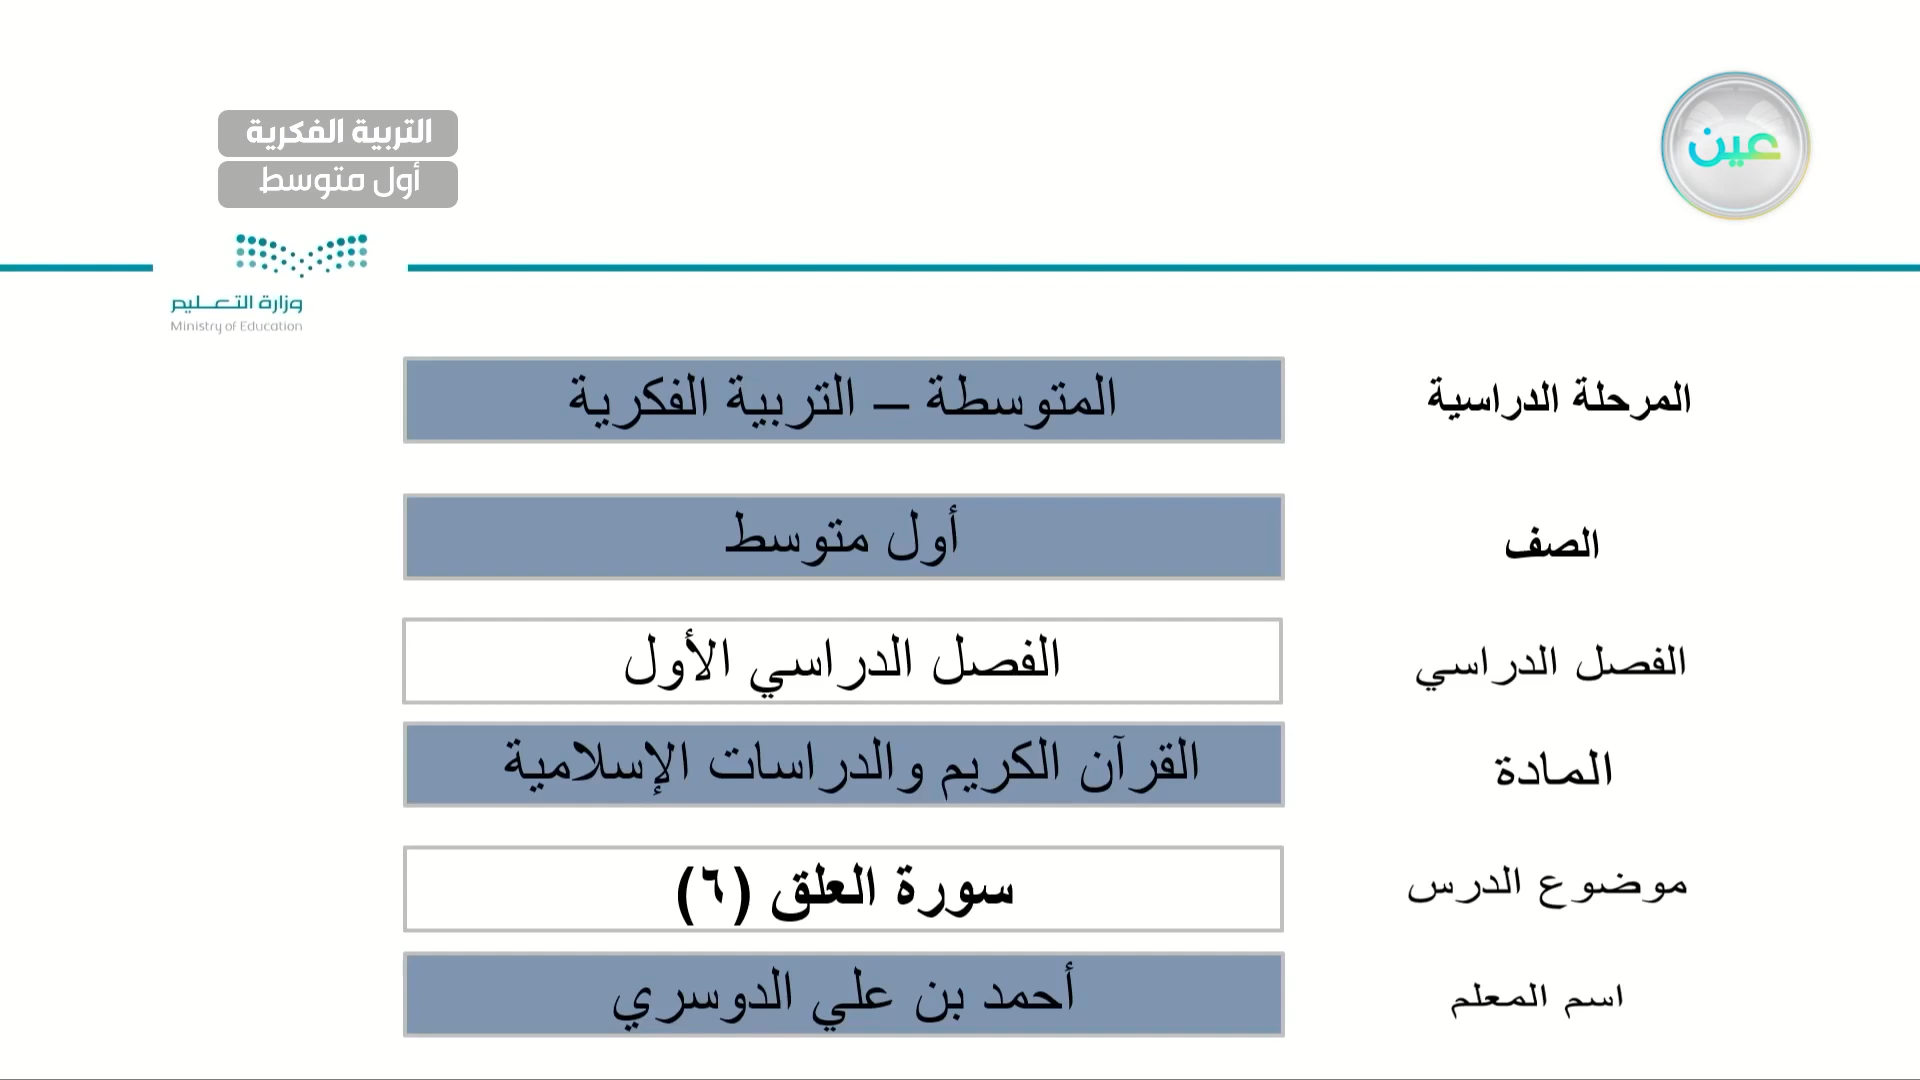 عين
التربية الفكرية
أول متوسط
وزارة التعليم
Ministry of Education
المرحلة الدراسية
المتوسطة – التربية الفكرية
الصف
أول متوسط
الفصل الدراسي
الفصل الدراسي الأول
المادة
القرآن الكريم والدراسات الإسلامية
موضوع الدرس
سورة العلق (٦)
اسم المعلم
أحمد بن علي الدوسري